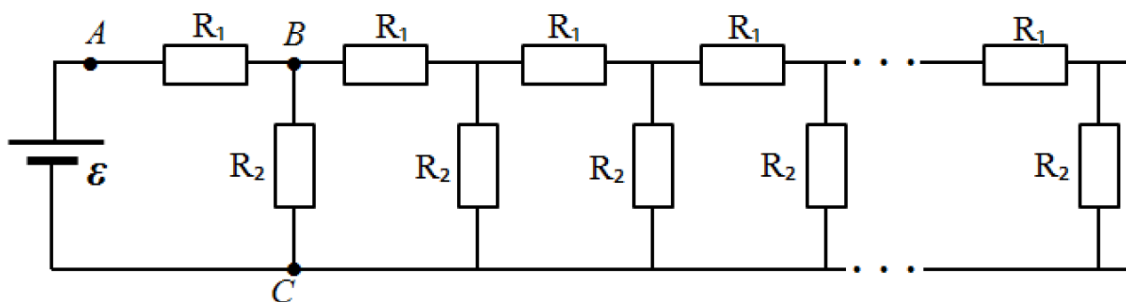 A R₁ B R₁ R₁ R₁ R₁
ε R₂ R₂ R₂ R₂ R₂
C